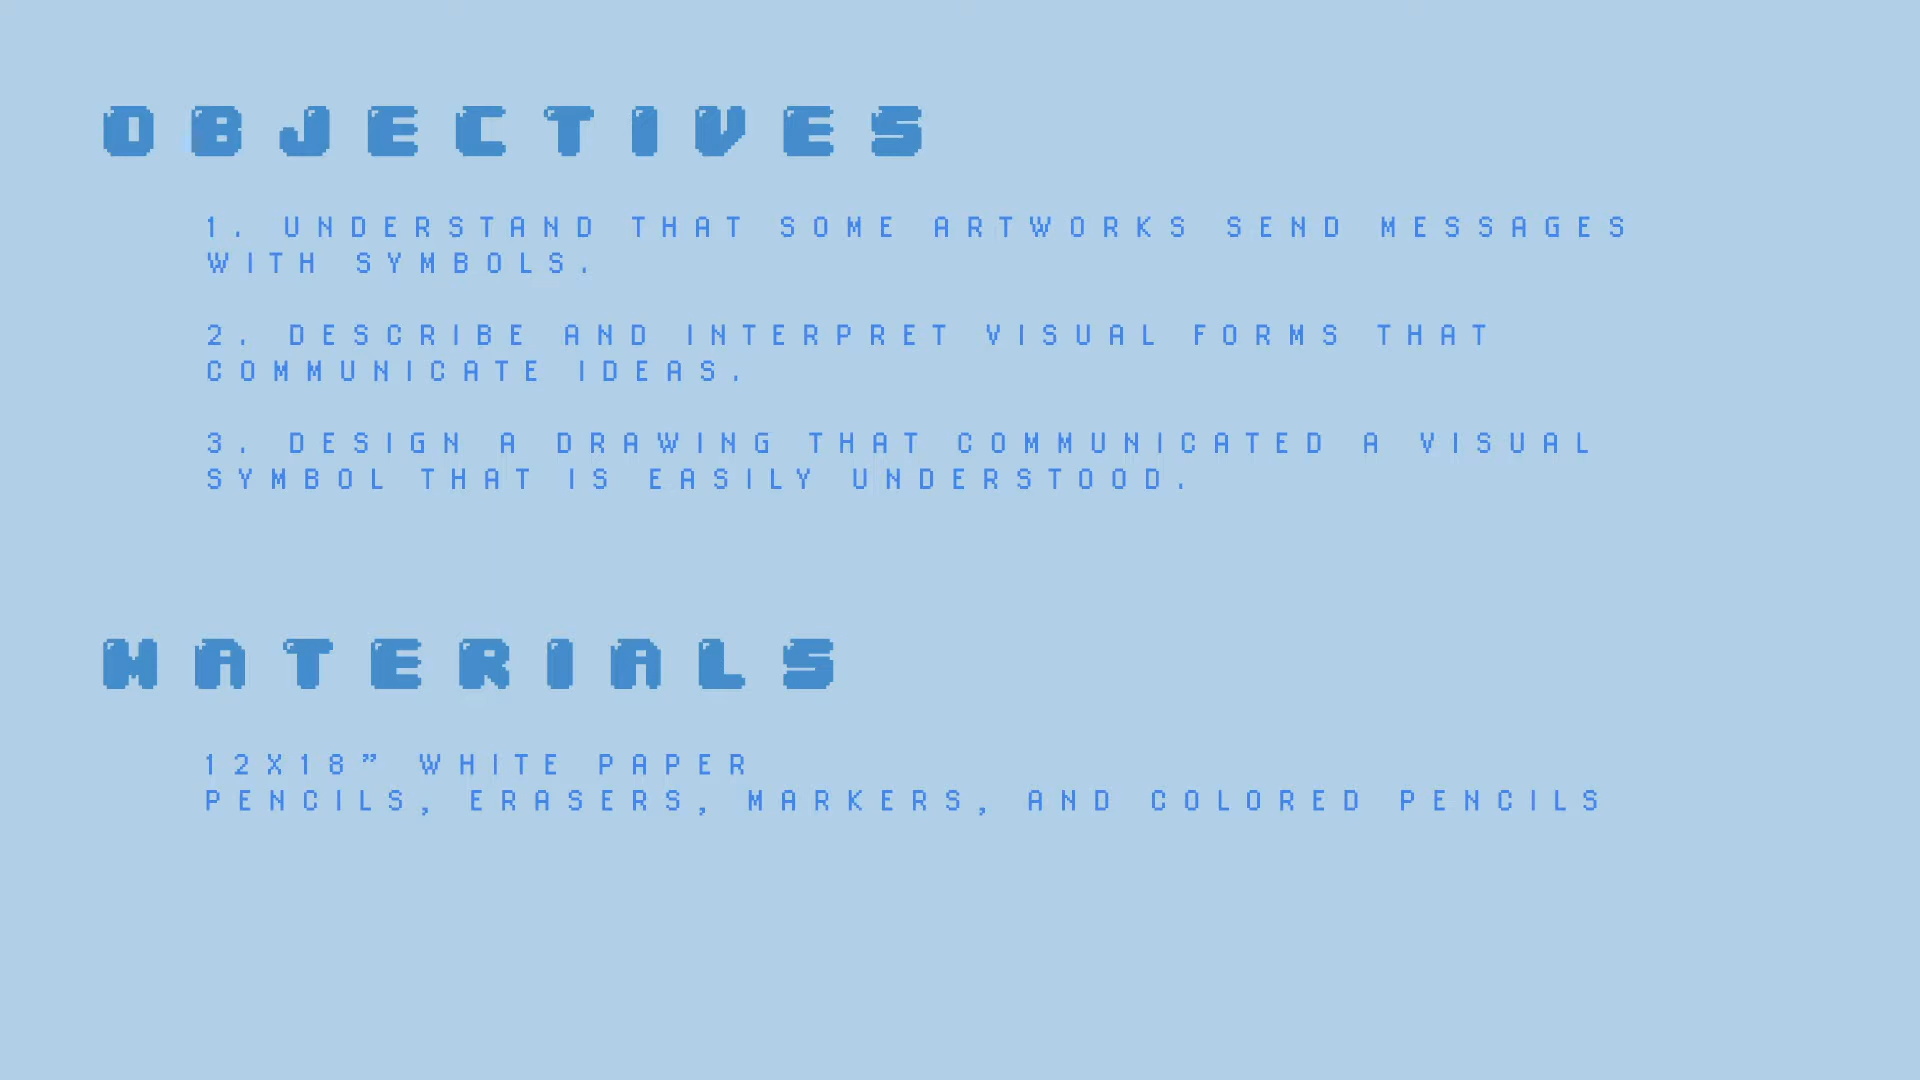 OBJECTIVES
1. UNDERSTAND THAT SOME ARTWORKS SEND MESSAGES
WITH SYMBOLS.
2. DESCRIBE AND INTERPRET VISUAL FORMS THAT
COMMUNICATE IDEAS.
3. DESIGN A DRAWING THAT COMMUNICATED A VISUAL
SYMBOL THAT IS EASILY UNDERSTOOD.
MATERIALS
12X18” WHITE PAPER
PENCILS, ERASERS, MARKERS, AND COLORED PENCILS